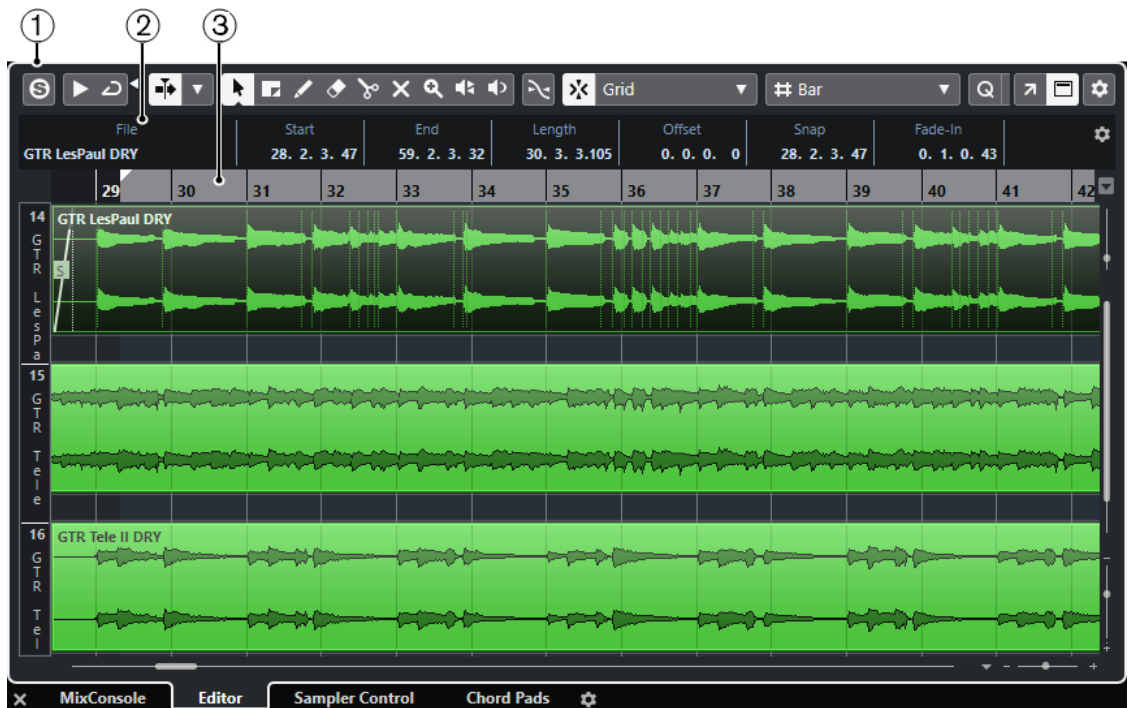 1 2 3
S Grid # Bar Q
File Start End Length Offset Snap Fade-In
GTR LesPaul DRY 28. 2. 3. 47 59. 2. 3. 32 30. 3. 3.105 0. 0. 0. 0 28. 2. 3. 47 0. 1. 0. 43
29 30 31 32 33 34 35 36 37 38 39 40 41 42
14 GTR LesPa
GTR LesPaul DRY
S
15 GTR Tele
16 GTR Tel
GTR Tele II DRY
MixConsole Editor Sampler Control Chord Pads